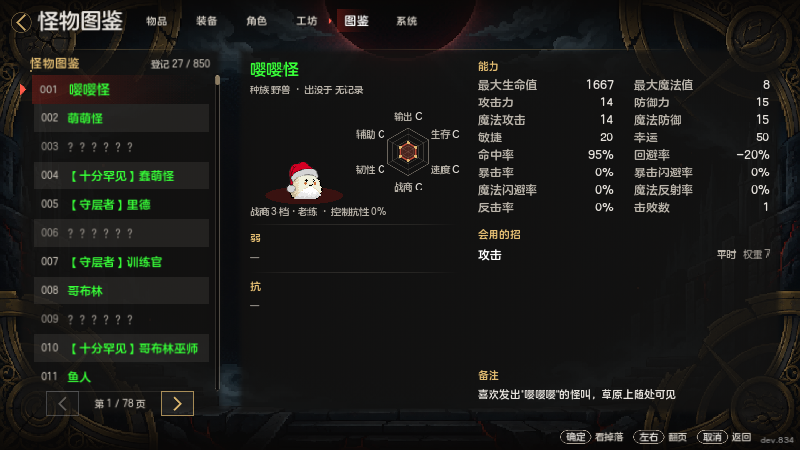 怪物图鉴
物品 装备 角色 工坊 图鉴 系统
怪物图鉴 登记 27 / 850
001 嘤嘤怪
002 萌萌怪
003 ？？？？？？
004 【十分罕见】蠢萌怪
005 【守层者】里德
006 ？？？？？？
007 【守层者】训练官
008 哥布林
009 ？？？？？？
010 【十分罕见】哥布林巫师
011 鱼人
第 1 / 78 页
嘤嘤怪
种族 野兽 · 出没于 无记录
输出 C
辅助 C 生存 C
韧性 C 速度 C
战商 C
战商 3 档 · 老练 · 控制抗性 0%
弱
—
抗
—
能力
最大生命值 1667 最大魔法值 8
攻击力 14 防御力 15
魔法攻击 14 魔法防御 15
敏捷 20 幸运 50
命中率 95% 回避率 -20%
暴击率 0% 暴击闪避率 0%
魔法闪避率 0% 魔法反射率 0%
反击率 0% 击败数 1
会用的招
攻击 平时 权重 7
备注
喜欢发出"嘤嘤嘤"的怪叫，草原上随处可见
确定 看掉落 左右 翻页 取消 返回
dev.834